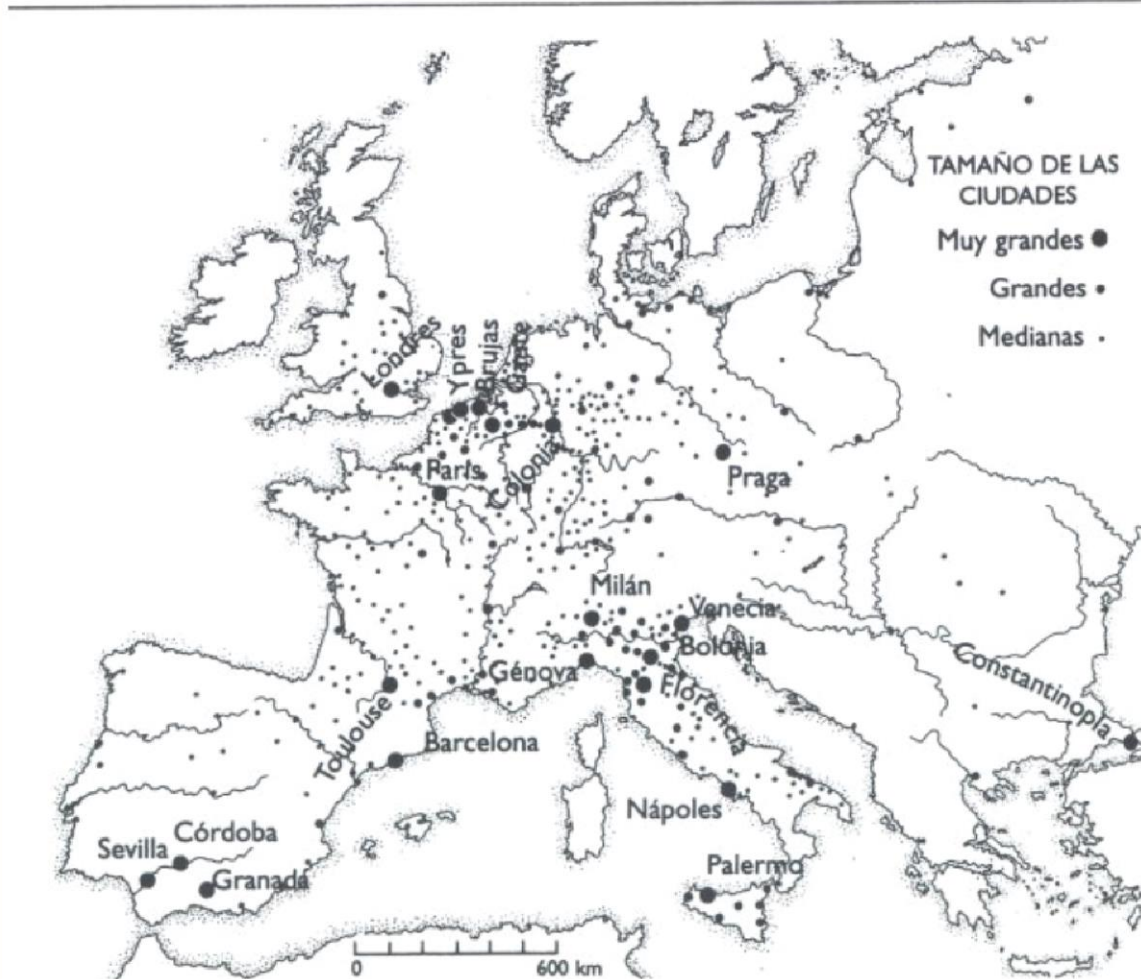 TAMAÑO DE LAS
CIUDADES
Muy grandes
Grandes
Medianas
Londres
Ypres
Brujas
Gante
París
Colonia
Praga
Milán
Venecia
Bolonia
Génova
Florencia
Constantinopla
Toulouse
Barcelona
Nápoles
Córdoba
Sevilla
Granada
Palermo
0
600 km